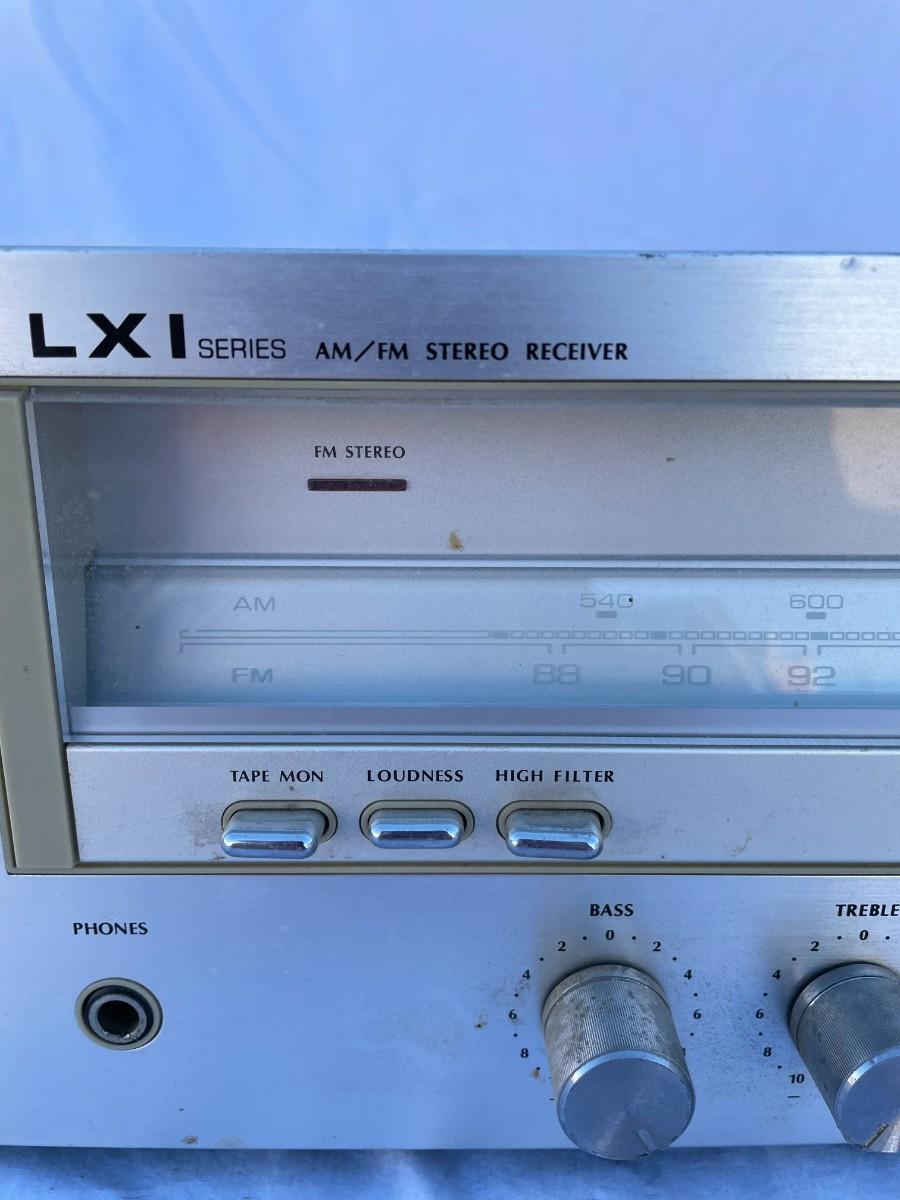 LXI SERIES AM/FM STEREO RECEIVER
FM STEREO
AM 540 600
FM 88 90 92
TAPE MON LOUDNESS HIGH FILTER
PHONES
BASS TREBLE
2 · 0 · 2 2 · 0 ·
4 4 4
6 6 6
8 8
10
–